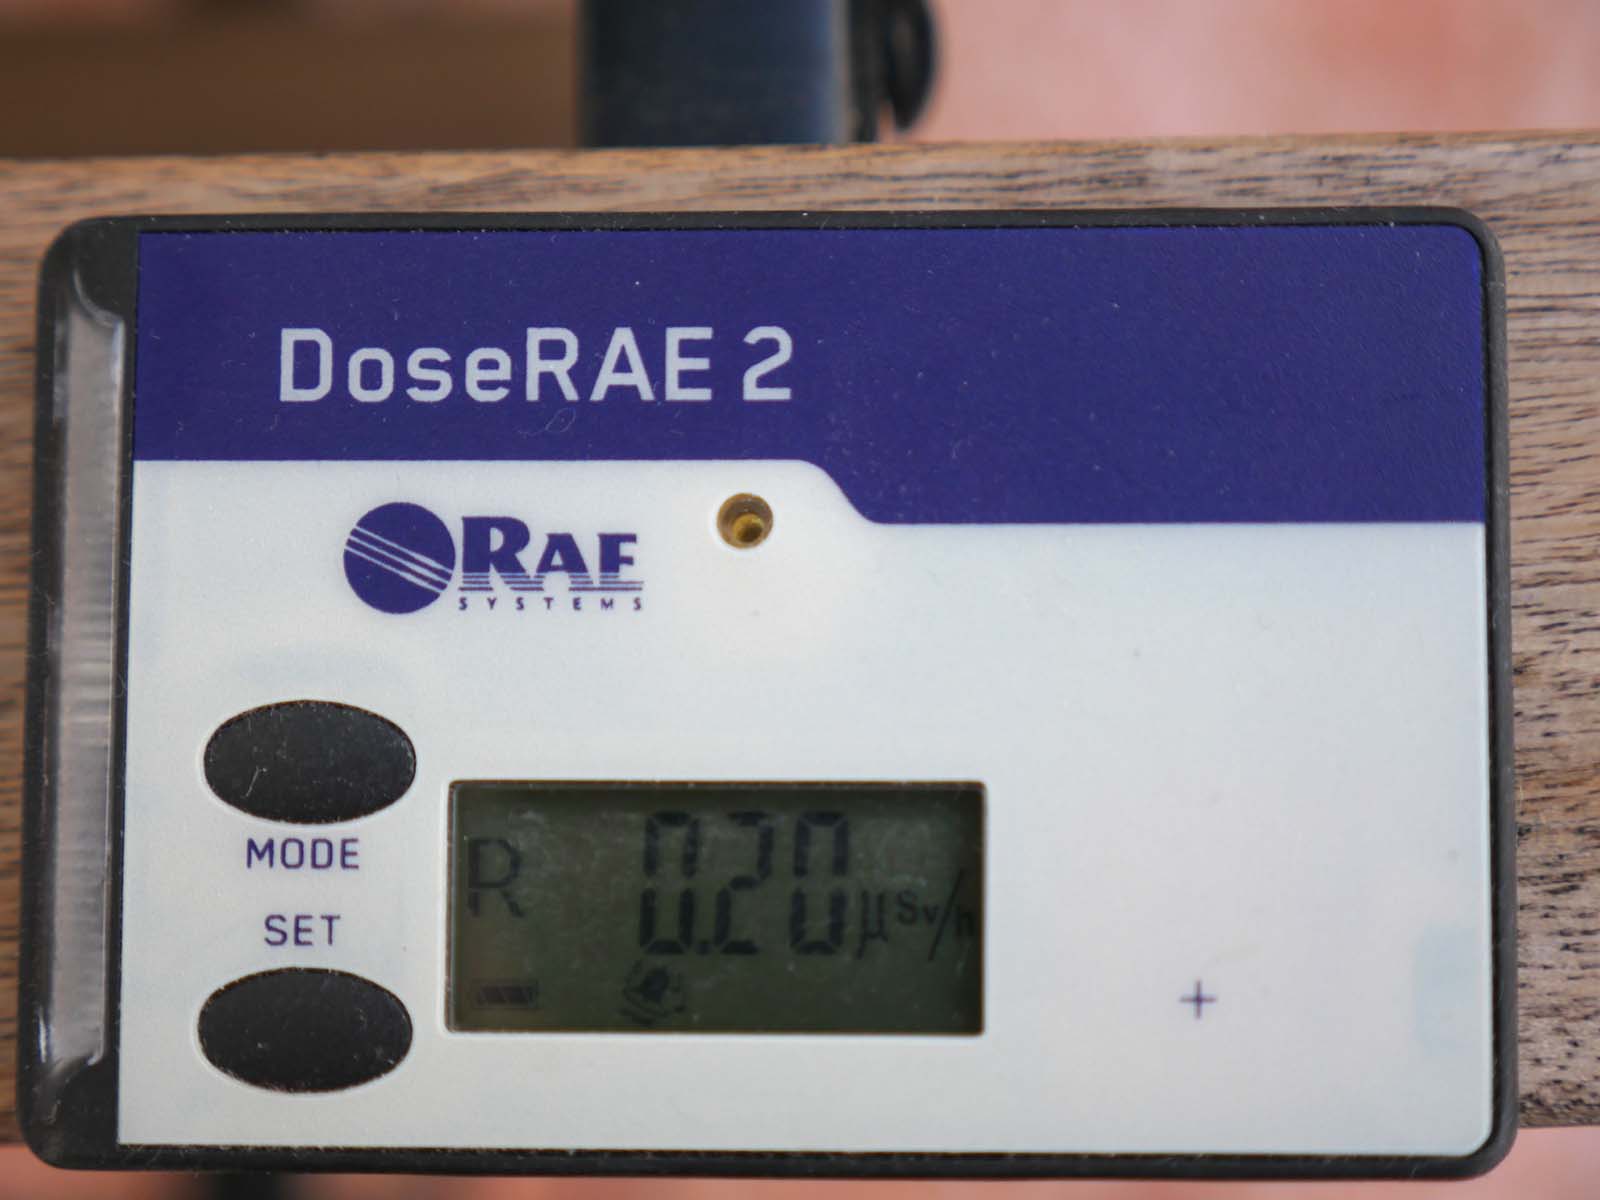 DoseRAE 2
RAE
SYSTEMS
MODE
SET
R 0.20 µSv/h
+